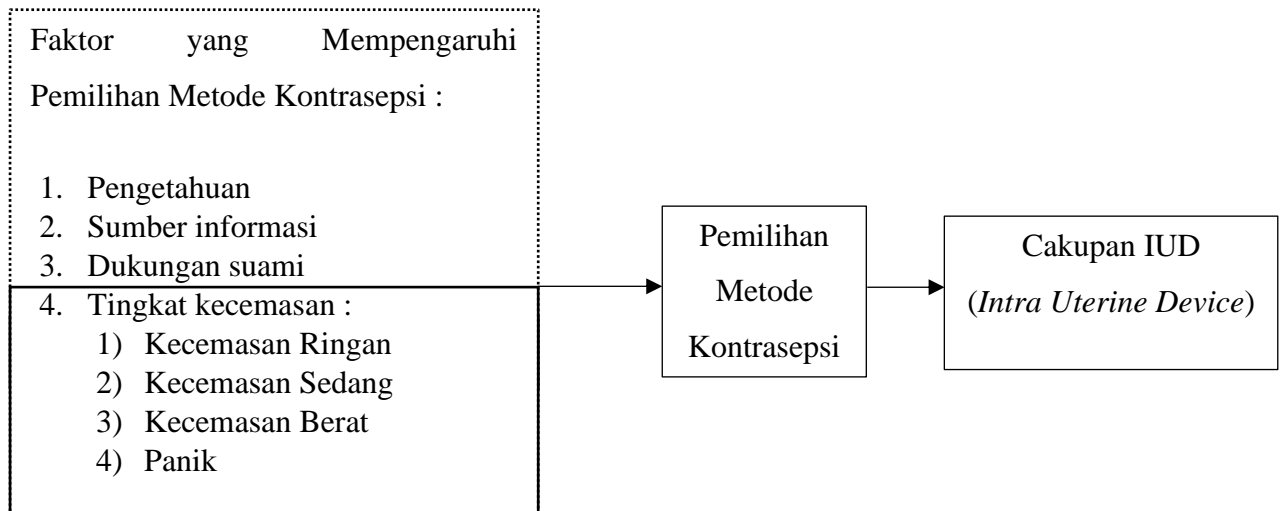 Faktor yang Mempengaruhi
Pemilihan Metode Kontrasepsi :
1. Pengetahuan
2. Sumber informasi
3. Dukungan suami
4. Tingkat kecemasan :
1) Kecemasan Ringan
2) Kecemasan Sedang
3) Kecemasan Berat
4) Panik
Pemilihan
Metode
Kontrasepsi
Cakupan IUD
(Intra Uterine Device)